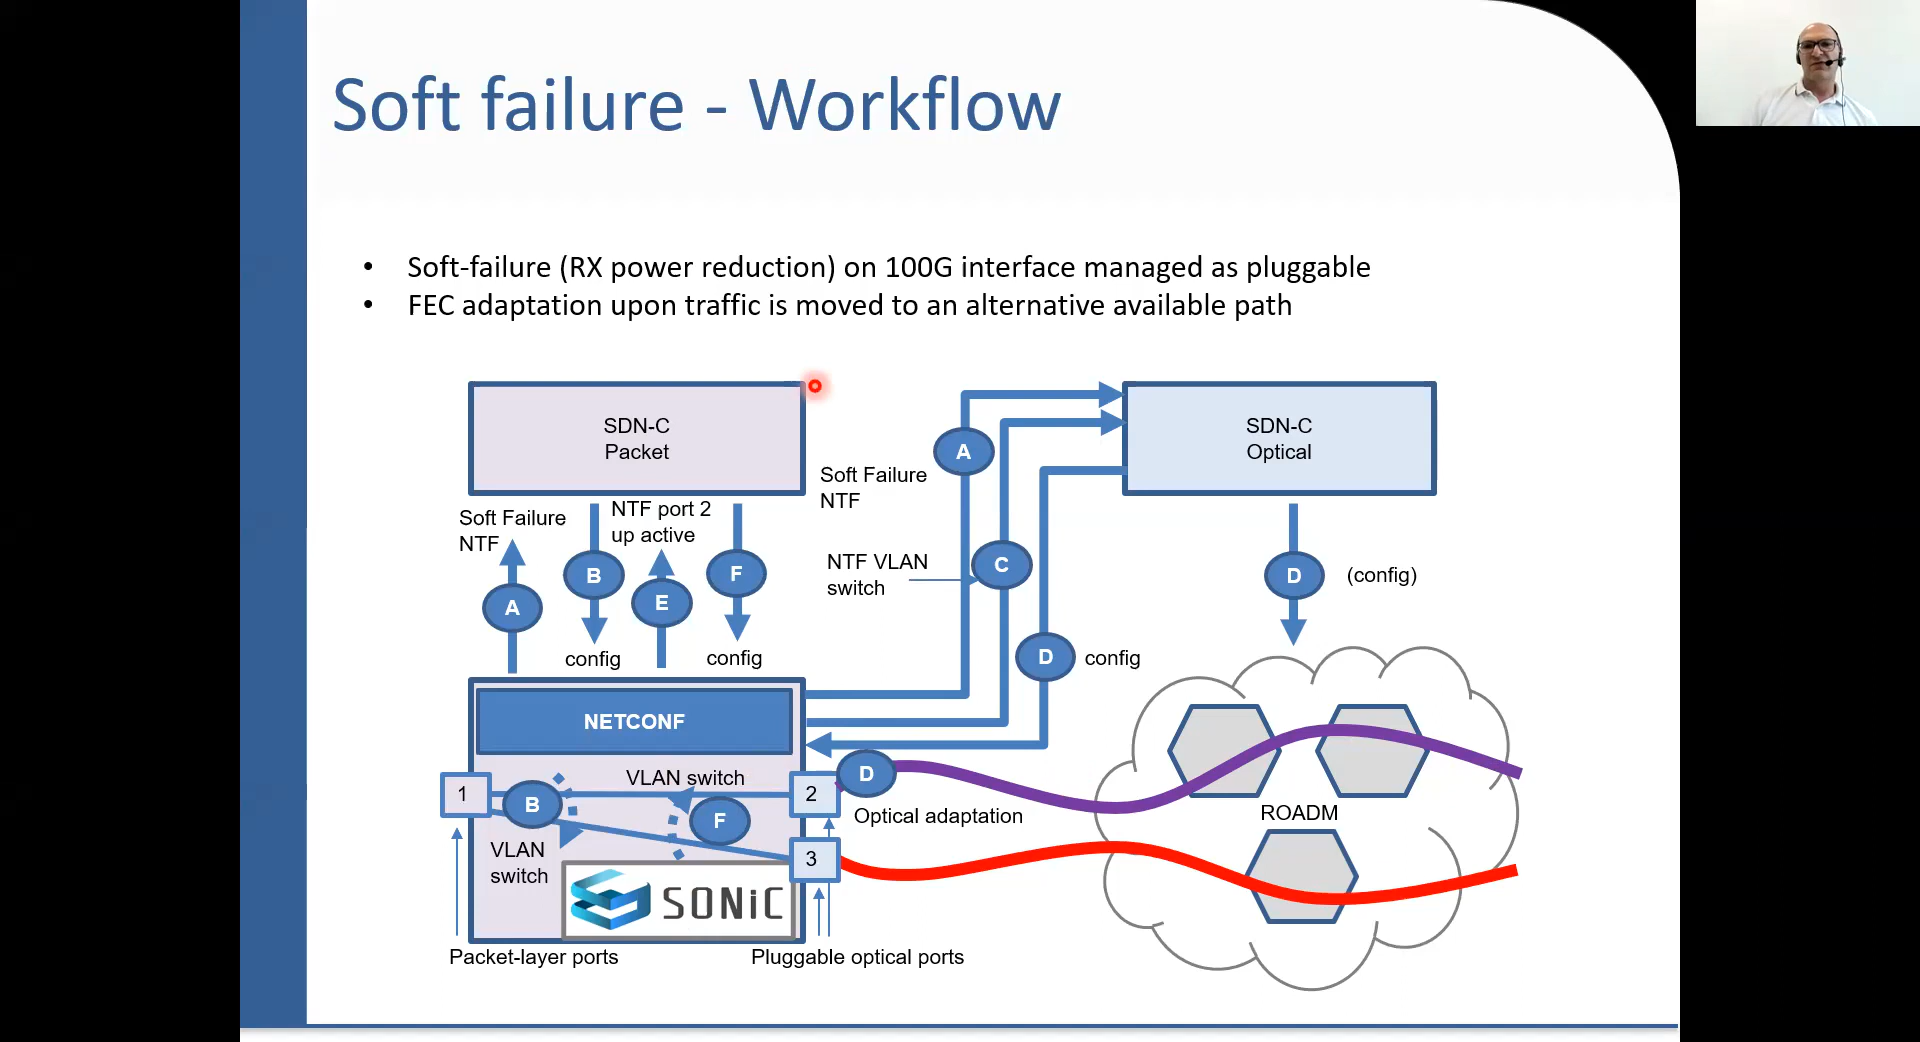 Soft failure - Workflow
• Soft-failure (RX power reduction) on 100G interface managed as pluggable
• FEC adaptation upon traffic is moved to an alternative available path
SDN-C
Packet
SDN-C
Optical
Soft Failure
NTF
A
B
NTF port 2
up active
E
F
config
config
Soft Failure
NTF
A
NTF VLAN
switch
C
D
config
D
(config)
NETCONF
1
B
VLAN switch
F
2
D
Optical adaptation
VLAN
switch
3
SONiC
ROADM
Packet-layer ports
Pluggable optical ports